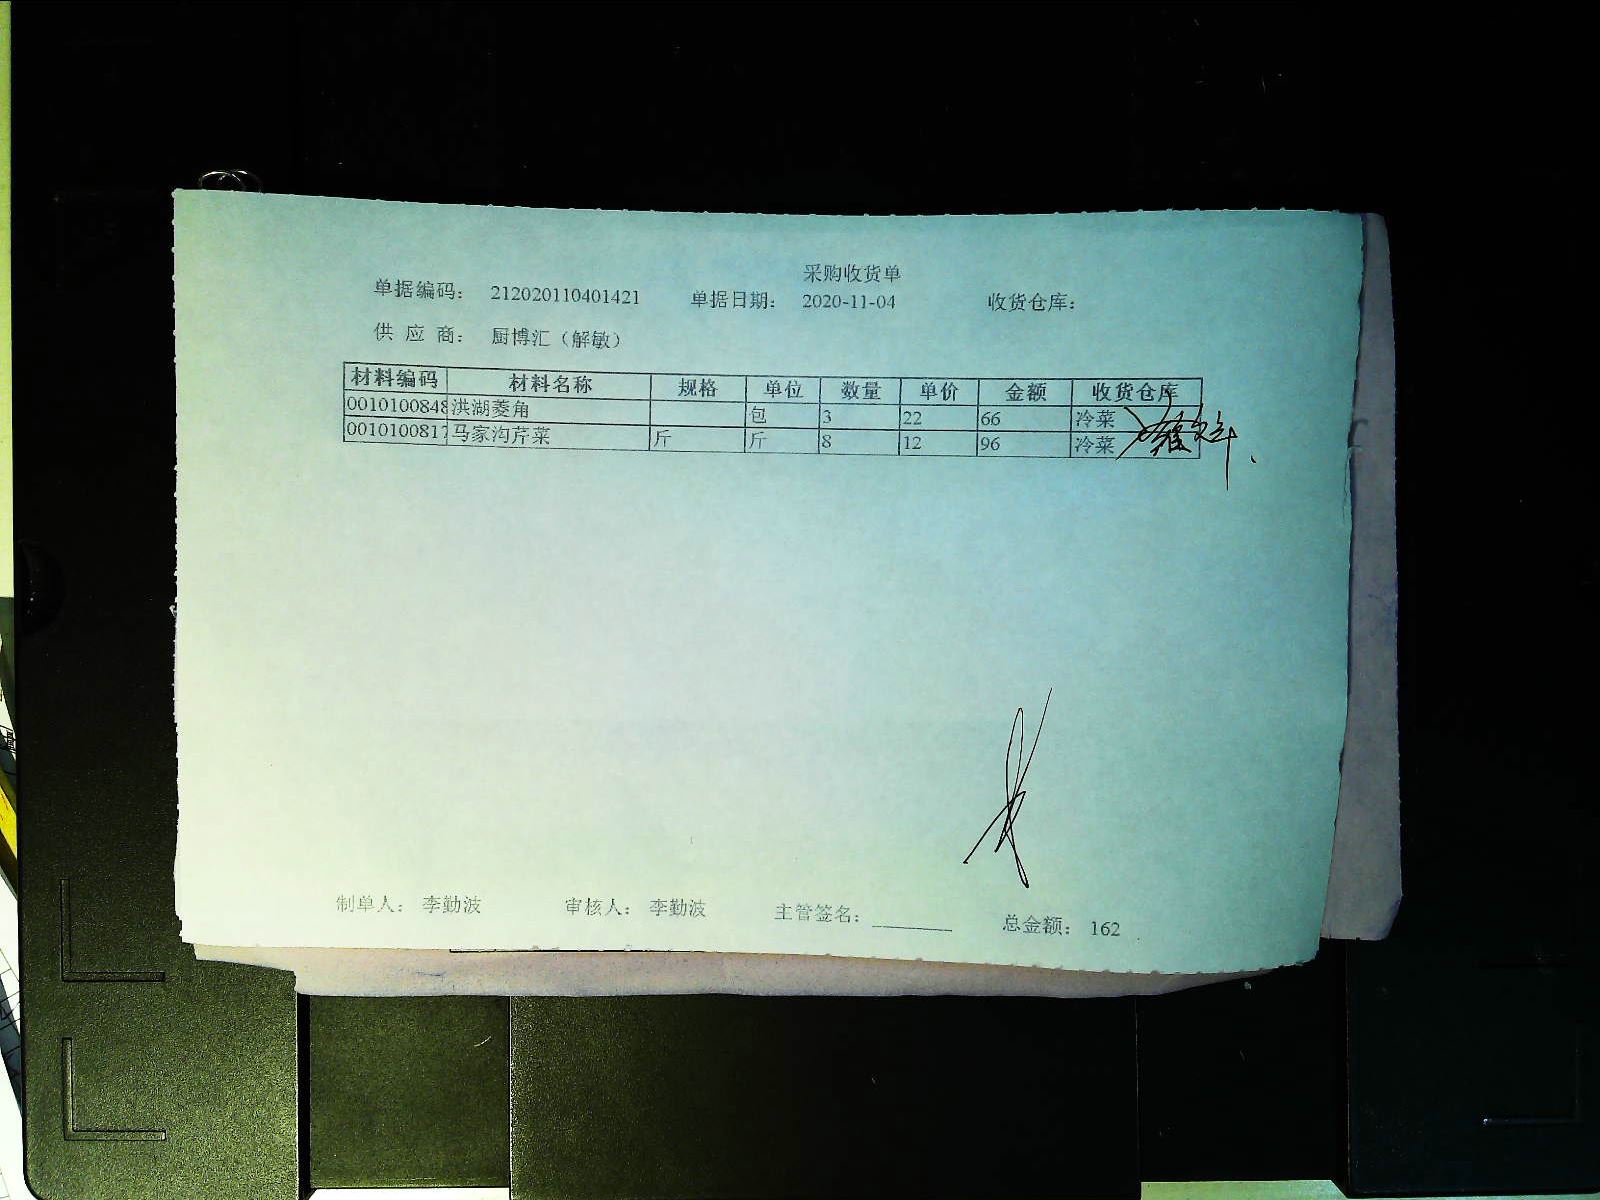 采购收货单
单据编码: 212020110401421 单据日期: 2020-11-04 收货仓库:
供 应 商: 厨博汇（解敏）
材料编码 材料名称 规格 单位 数量 单价 金额 收货仓库
0010100848 洪湖菱角 包 3 22 66 冷菜
0010100817 马家沟芹菜 斤 斤 8 12 96 冷菜
制单人: 李勤波 审核人: 李勤波 主管签名: 总金额: 162